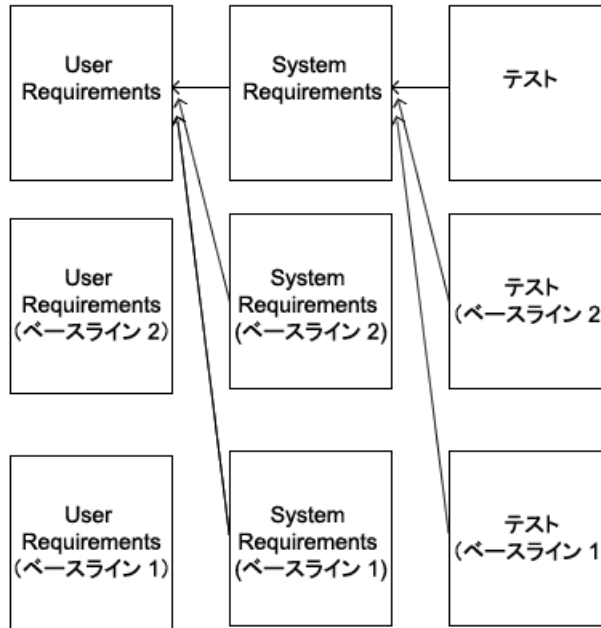 User
Requirements
System
Requirements
テスト
User
Requirements
(ベースライン 2)
System
Requirements
(ベースライン 2)
テスト
(ベースライン 2
User
Requirements
(ベースライン 1)
System
Requirements
(ベースライン 1)
テスト
(ベースライン 1